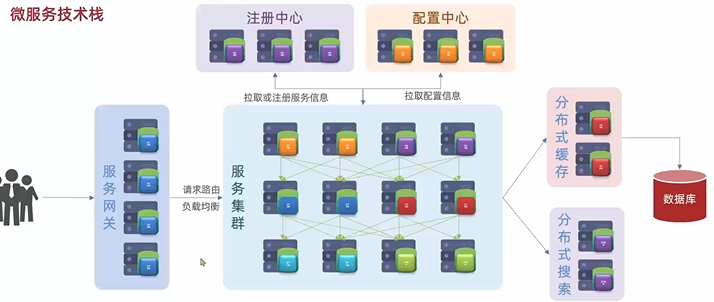 微服务技术栈
注册中心
配置中心
拉取或注册服务信息
拉取配置信息
服务网关
请求路由
负载均衡
服务集群
分布式缓存
数据库
分布式搜索